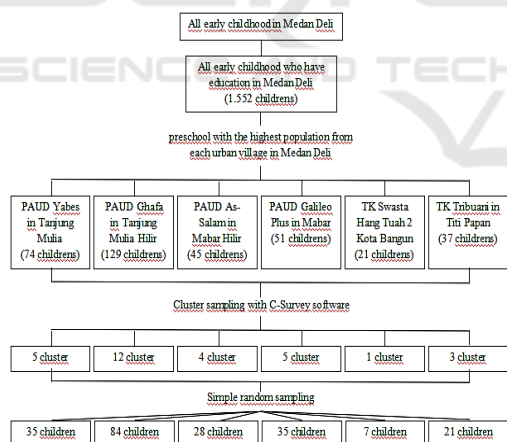 All early childhood in Medan Deli
SCIENCE
TECH
All early childhood who have
education in Medan Deli
(1.552 childrens)
preschool with the highest population from
each urban village in Medan Deli
PAUD Yabes
in Tanjung
Mulia
(74 childrens)
PAUD Ghafa
in Tanjung
Mulia Hilir
(129 childrens)
PAUD As-
Salam in
Mabar Hilir
(45 childrens)
PAUD Galileo
Plus in Mabar
(51 childrens)
TK Swasta
Hang Tuah 2
Kota Bangun
(21 childrens)
TK Tribuani in
Titi Papan
(37 childrens)
Cluster sampling with C-Survey software
5 cluster
12 cluster
4 cluster
5 cluster
1 cluster
3 cluster
Simple random sampling
35 children
84 children
28 children
35 children
7 children
21 children